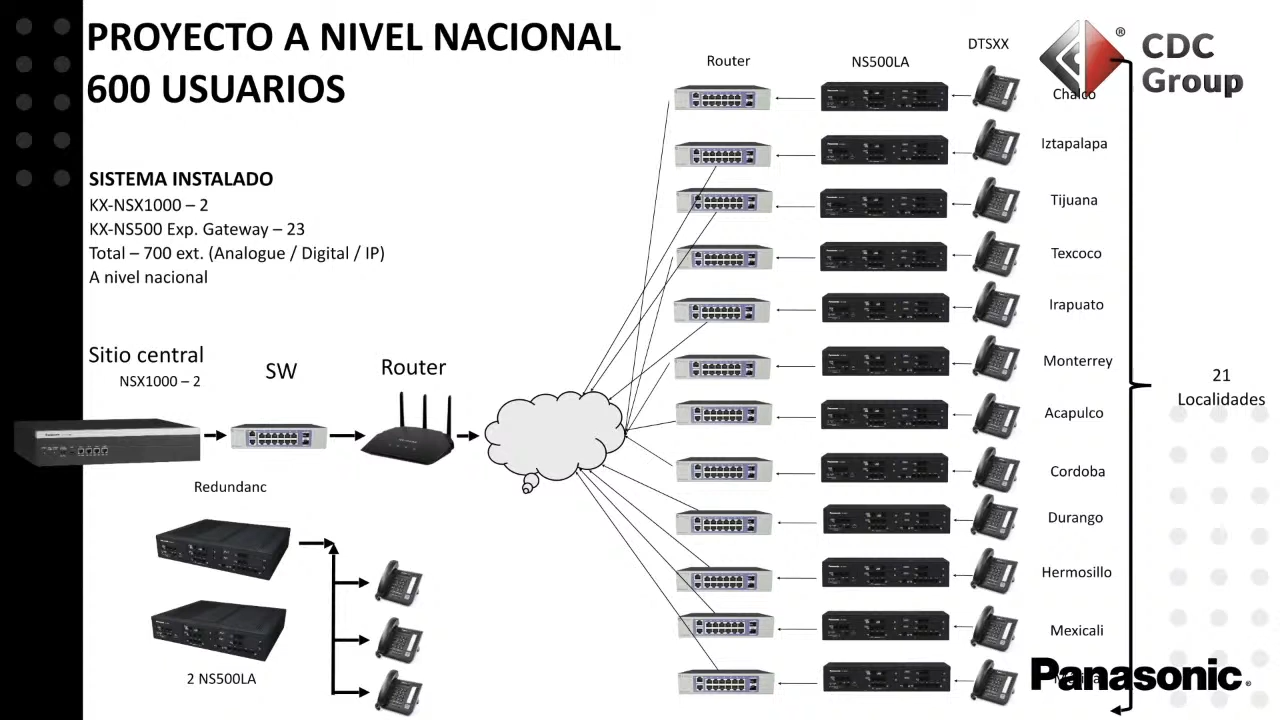 PROYECTO A NIVEL NACIONAL
600 USUARIOS
SISTEMA INSTALADO
KX-NSX1000 – 2
KX-NS500 Exp. Gateway – 23
Total – 700 ext. (Analogue / Digital / IP)
A nivel nacional
Sitio central
NSX1000 – 2
SW
Router
Redundanc
2 NS500LA
Router
NS500LA
DTSXX
CDC
Group
®
Chalco
Iztapalapa
Tijuana
Texcoco
Irapuato
Monterrey
Acapulco
Cordoba
Durango
Hermosillo
Mexicali
21
Localidades
Panasonic®